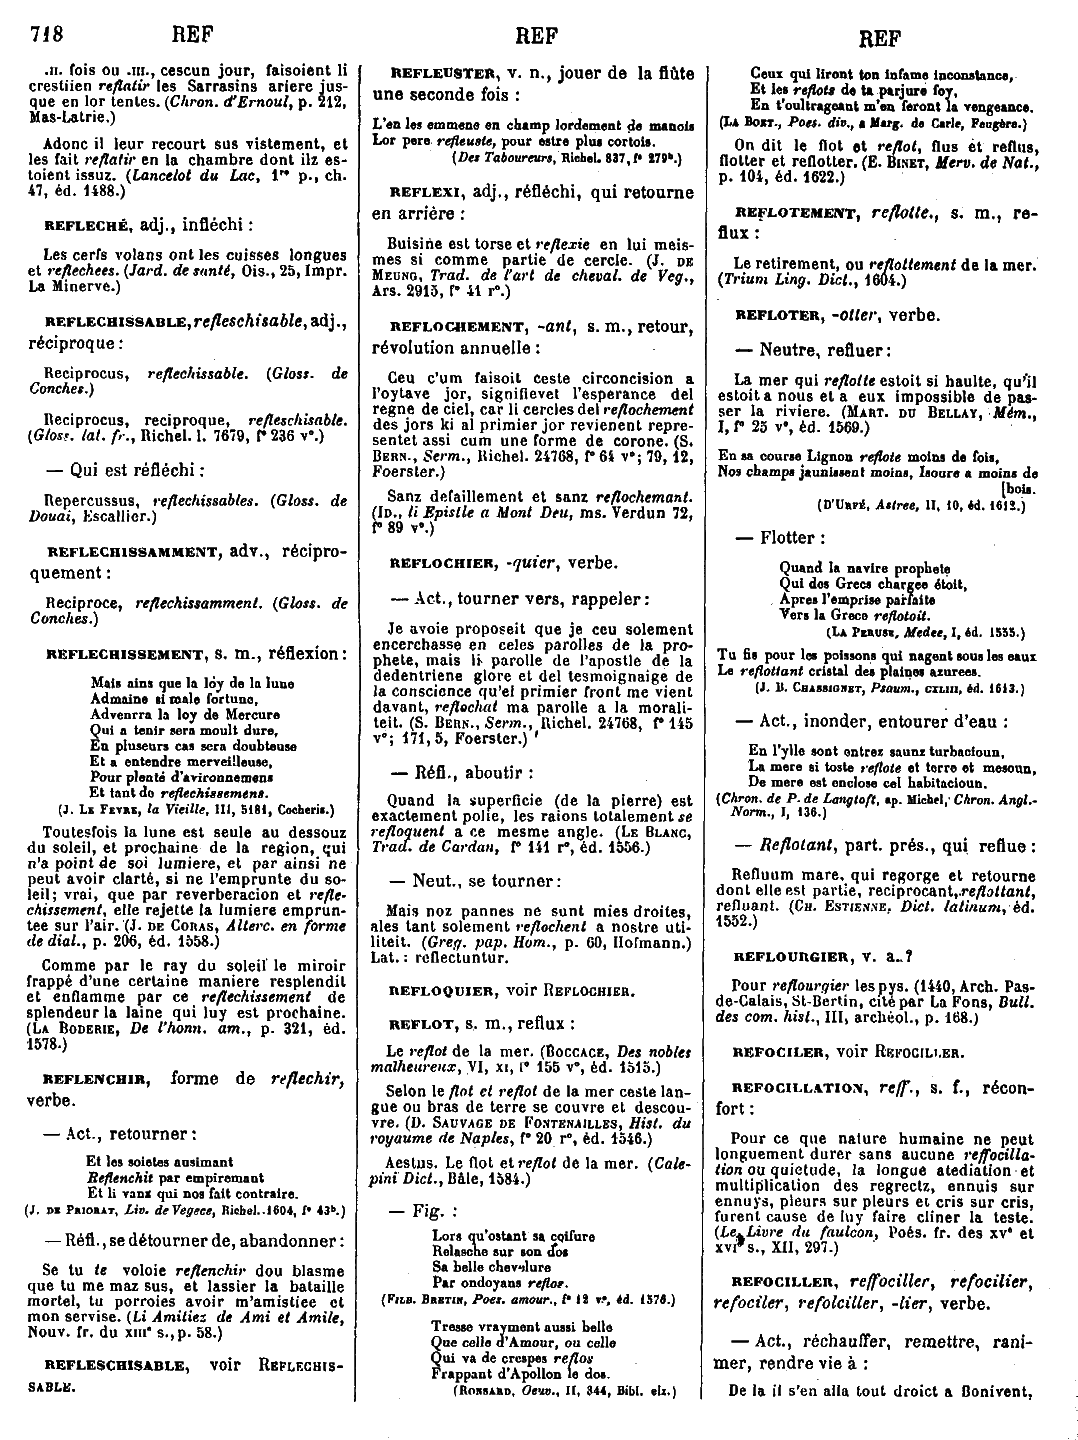 718 REF REF REF
.II. fois ou .III., cescun jour, faisoient li
crestiien reflatir les Sarrasins ariere jus-
que en lor tentes. (Chron. d'Ernoul, p. 212,
Mas-Latrie.)
Adonc il leur recourt sus vistement, et
les fait reflatir en la chambre dont ilz es-
toient issuz. (Lancelot du Lac, 1re p., ch.
47, éd. 1488.)
REFLECHÉ, adj., infléchi :
Les cerfs volans ont les cuisses longues
et reflechees. (Jard. de santé, Ois., 25, Impr.
La Minerve.)
REFLECHISSABLE, refleschisable, adj.,
réciproque :
Reciprocus, reflechissable. (Gloss. de
Conches.)
Reciprocus, reciproque, refleschisable.
(Gloss. lat. fr., Richel. l. 7679, f° 236 v°.)
— Qui est réfléchi :
Repercussus, reflechissables. (Gloss. de
Douai, Escallier.)
REFLECHISSAMMENT, adv., récipro-
quement :
Reciproce, reflechissamment. (Gloss. de
Conches.)
REFLECHISSEMENT, s. m., réflexion :
Mais ains que la loy de la lune
Admaine si male fortune,
Advenrra la loy de Mercure
Qui a tenir sera moult dure,
En pluseurs cas sera doubteuse
Et a entendre merveilleuse,
Pour plenté d'avironnemens
Et tant do reflechissemens.
(J. LE FEVRE, la Vieille, III, 5181, Cocheris.)
Toutesfois la lune est seule au dessouz
du soleil, et prochaine de la region, qui
n'a point de soi lumiere, et par ainsi ne
peut avoir clarté, si ne l'emprunte du so-
leil; vrai, que par reverberacion et refle-
chissement, elle rejette la lumiere emprun-
tee sur l'air. (J. DE CORAS, Alterc. en forme
de dial., p. 206, éd. 1558.)
Comme par le ray du soleil le miroir
frappé d'une certaine maniere resplendit
et enflamme par ce reflechissement de
splendeur la laine qui luy est prochaine.
(LA BODERIE, De l'honn. am., p. 321, éd.
1578.)
REFLENCHIR, forme de reflechir,
verbe.
— Act., retourner :
Et les soietes ausimant
Reflenchit par empiremant
Et li vanz qui nos fait contraire.
(J. DE PRIORAT, Liv. de Vegece, Richel. 1604, f° 43b.)
— Réfl., se détourner de, abandonner :
Se tu te voloie reflenchir dou blasme
que tu me maz sus, et lassier la bataille
mortel, tu porroies avoir m'amistiee et
mon servise. (Li Amitiez de Ami et Amile,
Nouv. fr. du XIIIe s., p. 58.)
REFLESCHISABLE, voir REFLECHIS-
SABLE.
REFLEUSTER, v. n., jouer de la flûte
une seconde fois :
L'en les emmene en champ lordement de manois
Lor pere refleuste, pour estre plus cortois.
(Des Taboureurs, Richel. 837, f° 279b.)
REFLEXI, adj., réfléchi, qui retourne
en arrière :
Buisine est torse et reflexie en lui meis-
mes si comme partie de cercle. (J. DE
MEUNG, Trad. de l'art de cheval. de Veg.,
Ars. 2915, f° 41 r°.)
REFLOCHEMENT, -ant, s. m., retour,
révolution annuelle :
Ceu c'um faisoit ceste circoncision a
l'oytave jor, signifievet l'esperance del
regne de ciel, car li cercles del reflochement
des jors ki al primier jor revienent repre-
sentet assi cum une forme de corone. (S.
BERN., Serm., Richel. 24768, f° 64 v°; 79, 12,
Foerster.)
Sanz defaillement et sanz reflochemant.
(ID., li Epistle a Mont Deu, ms. Verdun 72,
f° 89 v°.)
REFLOCHIER, -quier, verbe.
— Act., tourner vers, rappeler :
Je avoie proposeit que je ceu solement
encerchasse en celes parolles de la pro-
phete, mais li parolle de l'apostle de la
dedentriene glore et del tesmoignaige de
la conscience qu'el primier front me vient
davant, reflochat ma parolle a la morali-
teit. (S. BERN., Serm., Richel. 24768, f° 145
v°; 171, 5, Foerster.)
— Réfl., aboutir :
Quand la superficie (de la pierre) est
exactement polie, les raions totalement se
refloquent a ce mesme angle. (LE BLANC,
Trad. de Cardan, f° 141 r°, éd. 1556.)
— Neut., se tourner :
Mais noz pannes ne sunt mies droites,
ales tant solement reflochent a nostre uti-
liteit. (Greg. pap. Hom., p. 60, Hofmann.)
Lat. : reflectuntur.
REFLOQUIER, voir REFLOCHIER.
REFLOT, s. m., reflux :
Le reflot de la mer. (BOCCACE, Des nobles
malheureux, VI, XI, f° 155 v°, éd. 1515.)
Selon le flot et reflot de la mer ceste lan-
gue ou bras de terre se couvre et descou-
vre. (D. SAUVAGE DE FONTENAILLES, Hist. du
royaume de Naples, f° 20 r°, éd. 1546.)
Aestus. Le flot et reflot de la mer. (Cale-
pini Dict., Bâle, 1584.)
— Fig. :
Lors qu'ostant sa coifure
Relasche sur son dos
Sa belle chevelure
Par ondoyans reflos.
(FILB. BRETIN, Poes. amour., f° 12 v°, éd. 1576.)
Tresse vrayment aussi belle
Que celle d'Amour, ou celle
Qui va de crespes reflos
Frappant d'Apollon le dos.
(RONSARD, Oeuv., II, 344, Bibl. elz.)
Ceux qui liront ton infame inconstance,
Et les reflots de ta parjure foy,
En t'oultrageant m'en feront la vengeance.
(LA BORT., Poes. div., a Marg. de Carle, Feugère.)
On dit le flot et reflot, flus et reflus,
flotter et reflotter. (E. BINET, Merv. de Nat.,
p. 104, éd. 1622.)
REFLOTEMENT, reflotte., s. m., re-
flux :
Le retirement, ou reflottement de la mer.
(Trium Ling. Dict., 1604.)
REFLOTER, -otter, verbe.
— Neutre, refluer :
La mer qui reflotte estoit si haulte, qu'il
estoit a nous et a eux impossible de pas-
ser la riviere. (MART. DU BELLAY, Mém.,
I, f° 25 v°, éd. 1569.)
En sa course Lignon reflote moins de fois,
Nos champs jaunissent moins, Isoure a moins de
[bois.
(D'URFÉ, Astree, II, 10, éd. 1612.)
— Flotter :
Quand la navire prophete
Qui des Grecs chargee étoit,
Apres l'emprise parfaite
Vers la Grece reflotoit.
(LA PERUSE, Medee, I, éd. 1555.)
Tu fis pour les poissons qui nagent sous les eaux
Le reflottant cristal des plaines azurees.
(J. B. CHASSIGNET, Psaum., CXLIII, éd. 1613.)
— Act., inonder, entourer d'eau :
En l'ylle sont entrez saunz turbacioun,
La mere si toste reflote et terre et mesoun,
De mere est enclose cel habitacioun.
(Chron. de P. de Langtoft, ap. Michel, Chron. Angl.-
Norm., I, 136.)
— Reflotant, part. prés., qui reflue :
Refluum mare, qui regorge et retourne
dont elle est partie, reciprocant, reflottant,
refluant. (CH. ESTIENNE, Dict. latinum, éd.
1552.)
REFLOURGIER, v. a..?
Pour reflourgier les pys. (1440, Arch. Pas-
de-Calais, St-Bertin, cité par La Fons, Bull.
des com. hist., III, archéol., p. 168.)
REFOCILER, voir REFOCILLER.
REFOCILLATION, reff., s. f., récon-
fort :
Pour ce que nature humaine ne peut
longuement durer sans aucune reffocilla-
tion ou quietude, la longue atediation et
multiplication des regretz, ennuis sur
ennuys, pleurs sur pleurs et cris sur cris,
furent cause de luy faire cliner la teste.
(Le Livre du faulcon, Poés. fr. des XVe et
XVIe s., XII, 297.)
REFOCILLER, reffociller, refocilier,
refociler, refolciller, -lier, verbe.
— Act., réchauffer, remettre, rani-
mer, rendre vie à :
De la il s'en alla tout droict a Bonivent,